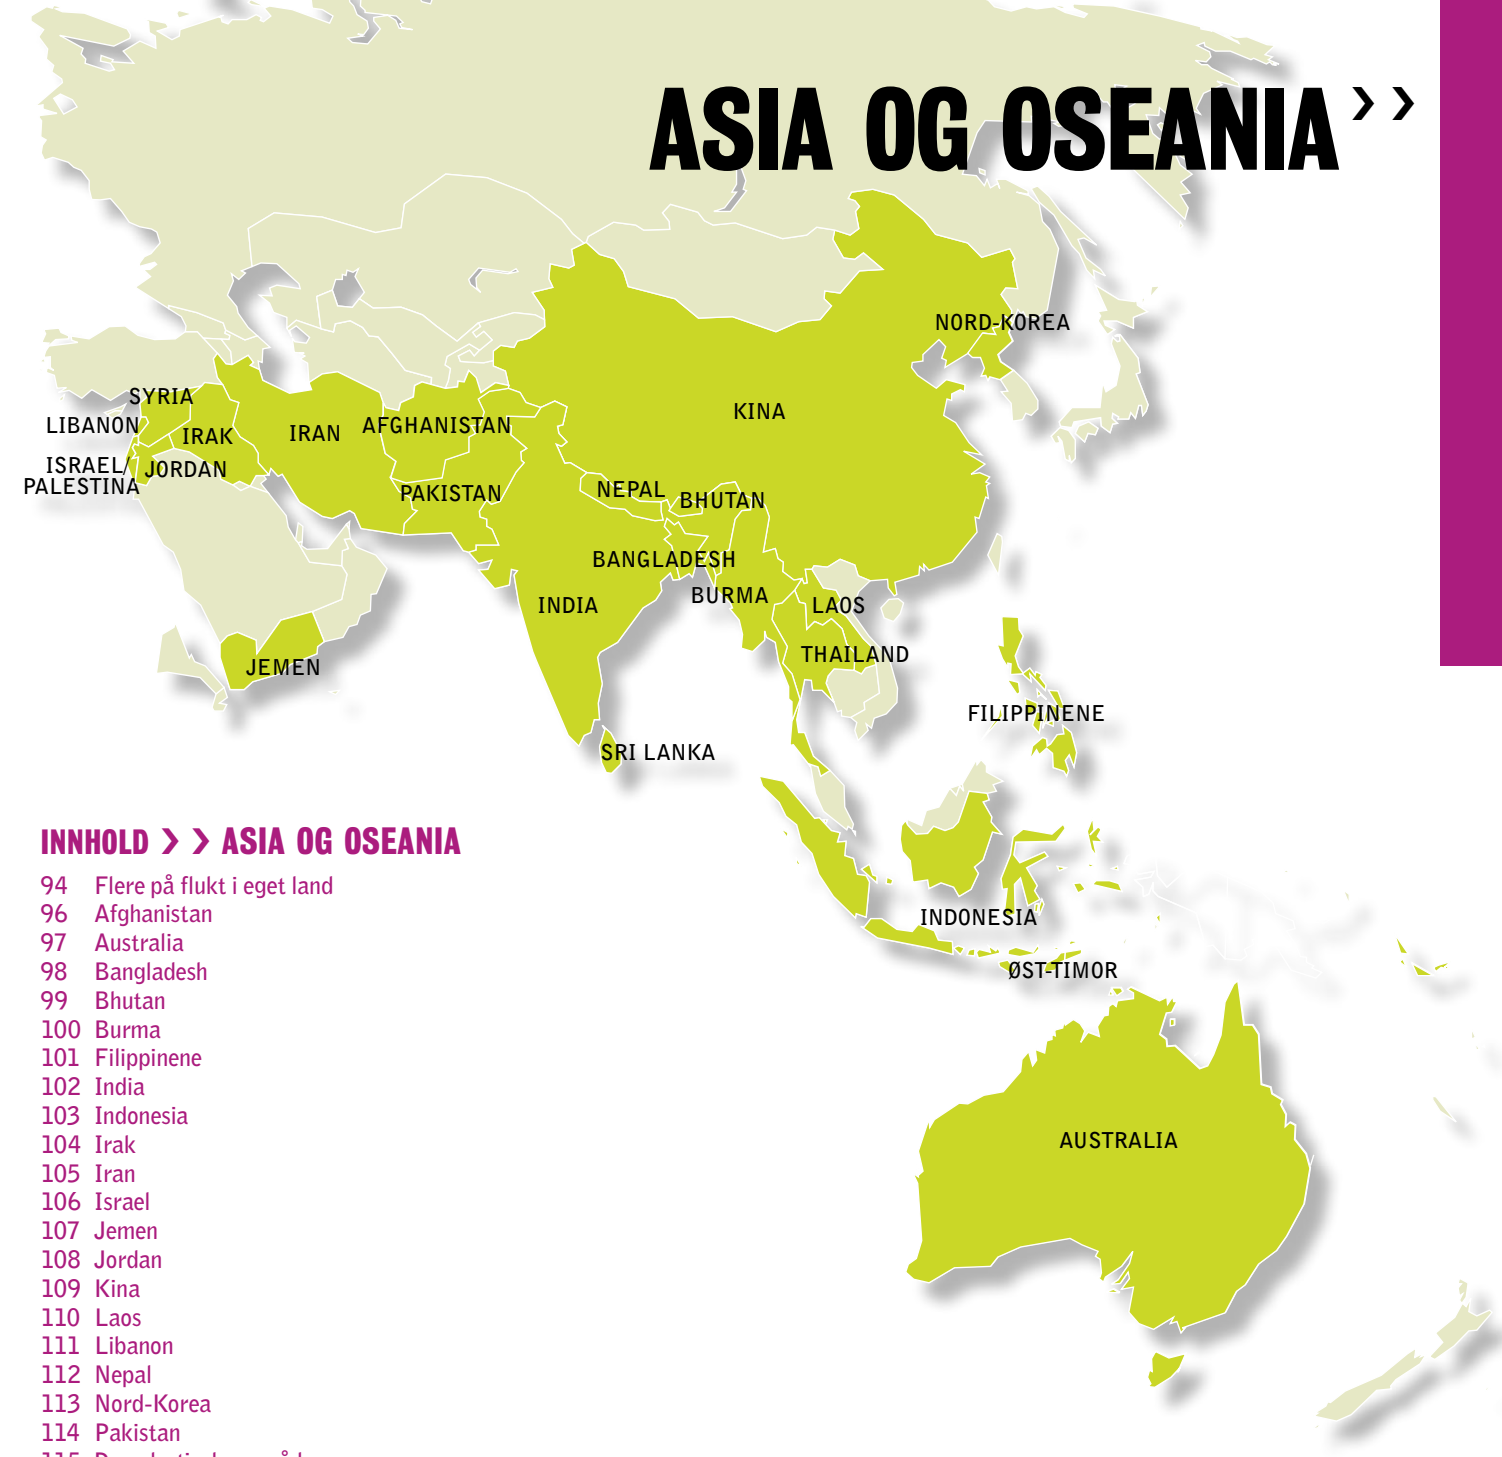 ASIA OG OSEANIA ››
NORD-KOREA
SYRIA
KINA
LIBANON
IRAK
IRAN
AFGHANISTAN
ISRAEL/
PALESTINA
JORDAN
PAKISTAN
NEPAL
BHUTAN
BANGLADESH
INDIA
BURMA
LAOS
THAILAND
JEMEN
FILIPPINENE
SRI LANKA
INDONESIA
ØST-TIMOR
AUSTRALIA
INNHOLD › › ASIA OG OSEANIA
94 Flere på flukt i eget land
96 Afghanistan
97 Australia
98 Bangladesh
99 Bhutan
100 Burma
101 Filippinene
102 India
103 Indonesia
104 Irak
105 Iran
106 Israel
107 Jemen
108 Jordan
109 Kina
110 Laos
111 Libanon
112 Nepal
113 Nord-Korea
114 Pakistan